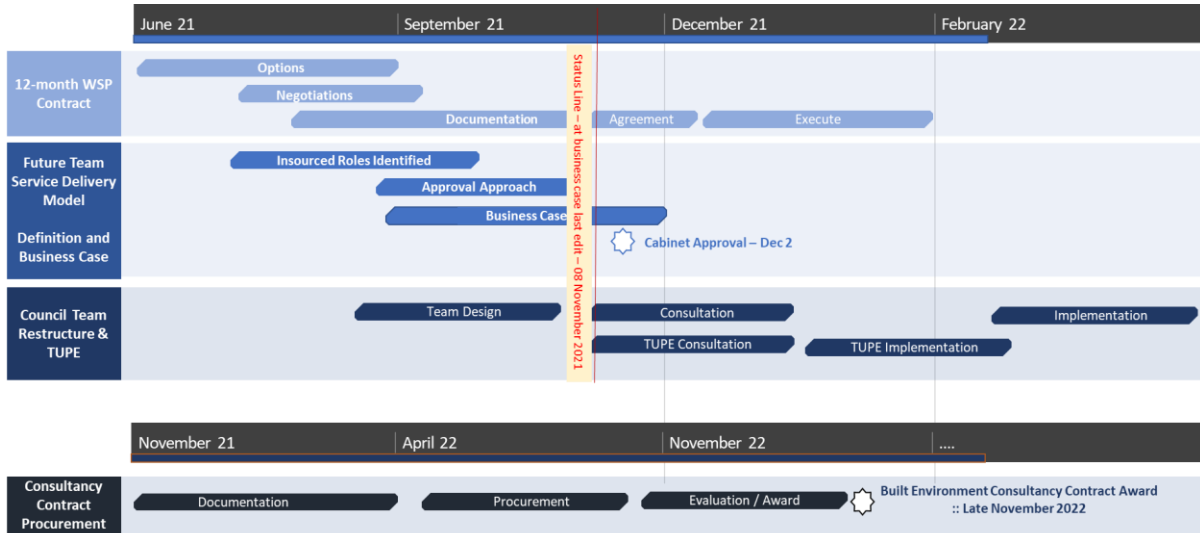 June 21
September 21
December 21
February 22
12-month WSP
Contract
Options
Negotiations
Documentation
Agreement
Execute
Status Line – at business case last edit – 08 November 2021
Future Team
Service Delivery
Model
Definition and
Business Case
Insourced Roles Identified
Approval Approach
Business Case
Cabinet Approval – Dec 2
Council Team
Restructure &
TUPE
Team Design
Consultation
Implementation
TUPE Consultation
TUPE Implementation
November 21
April 22
November 22
....
Consultancy
Contract
Procurement
Documentation
Procurement
Evaluation / Award
Built Environment Consultancy Contract Award
:: Late November 2022